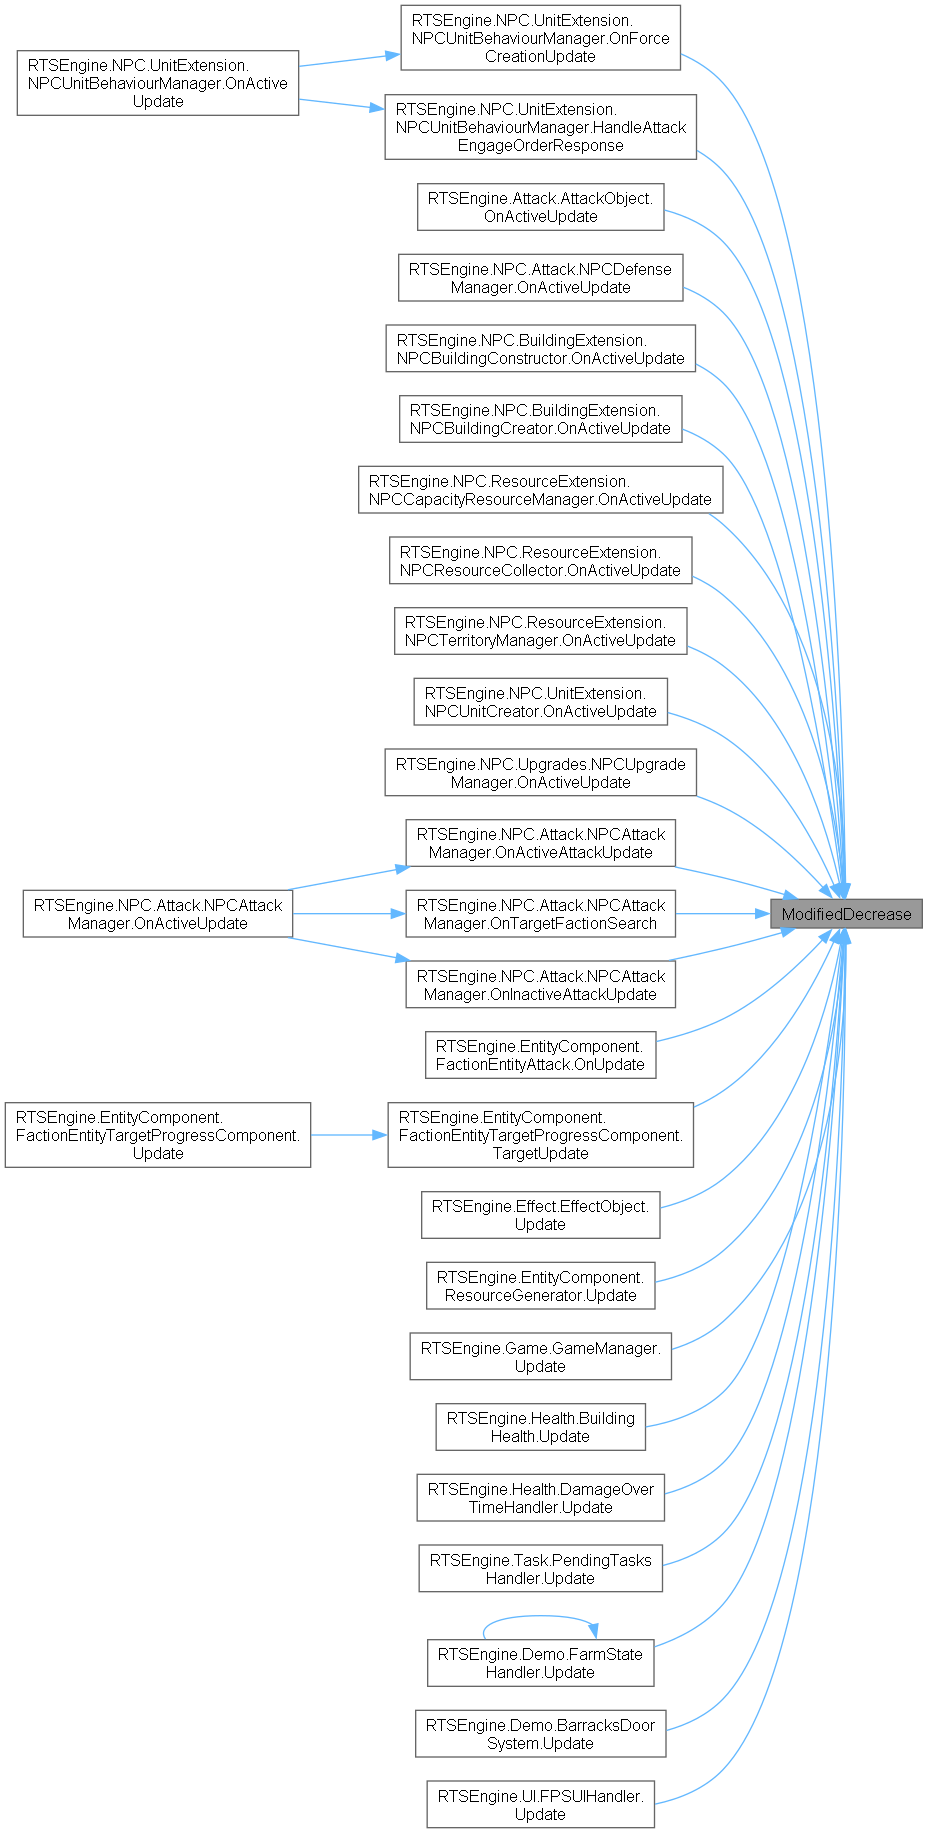 RTSEngine.NPC.UnitExtension.
NPCUnitBehaviourManager.OnForce
CreationUpdate
RTSEngine.NPC.UnitExtension.
NPCUnitBehaviourManager.OnActive
Update
RTSEngine.NPC.UnitExtension.
NPCUnitBehaviourManager.HandleAttack
EngageOrderResponse
RTSEngine.Attack.AttackObject.
OnActiveUpdate
RTSEngine.NPC.Attack.NPCDefense
Manager.OnActiveUpdate
RTSEngine.NPC.BuildingExtension.
NPCBuildingConstructor.OnActiveUpdate
RTSEngine.NPC.BuildingExtension.
NPCBuildingCreator.OnActiveUpdate
RTSEngine.NPC.ResourceExtension.
NPCCapacityResourceManager.OnActiveUpdate
RTSEngine.NPC.ResourceExtension.
NPCResourceCollector.OnActiveUpdate
RTSEngine.NPC.ResourceExtension.
NPCTerritoryManager.OnActiveUpdate
RTSEngine.NPC.UnitExtension.
NPCUnitCreator.OnActiveUpdate
RTSEngine.NPC.Upgrades.NPCUpgrade
Manager.OnActiveUpdate
RTSEngine.NPC.Attack.NPCAttack
Manager.OnActiveAttackUpdate
RTSEngine.NPC.Attack.NPCAttack
Manager.OnActiveUpdate
RTSEngine.NPC.Attack.NPCAttack
Manager.OnTargetFactionSearch
ModifiedDecrease
RTSEngine.NPC.Attack.NPCAttack
Manager.OnInactiveAttackUpdate
RTSEngine.EntityComponent.
FactionEntityAttack.OnUpdate
RTSEngine.EntityComponent.
FactionEntityTargetProgressComponent.
Update
RTSEngine.EntityComponent.
FactionEntityTargetProgressComponent.
TargetUpdate
RTSEngine.Effect.EffectObject.
Update
RTSEngine.EntityComponent.
ResourceGenerator.Update
RTSEngine.Game.GameManager.
Update
RTSEngine.Health.Building
Health.Update
RTSEngine.Health.DamageOver
TimeHandler.Update
RTSEngine.Task.PendingTasks
Handler.Update
RTSEngine.Demo.FarmState
Handler.Update
RTSEngine.Demo.BarracksDoor
System.Update
RTSEngine.UI.FPSUIHandler.
Update